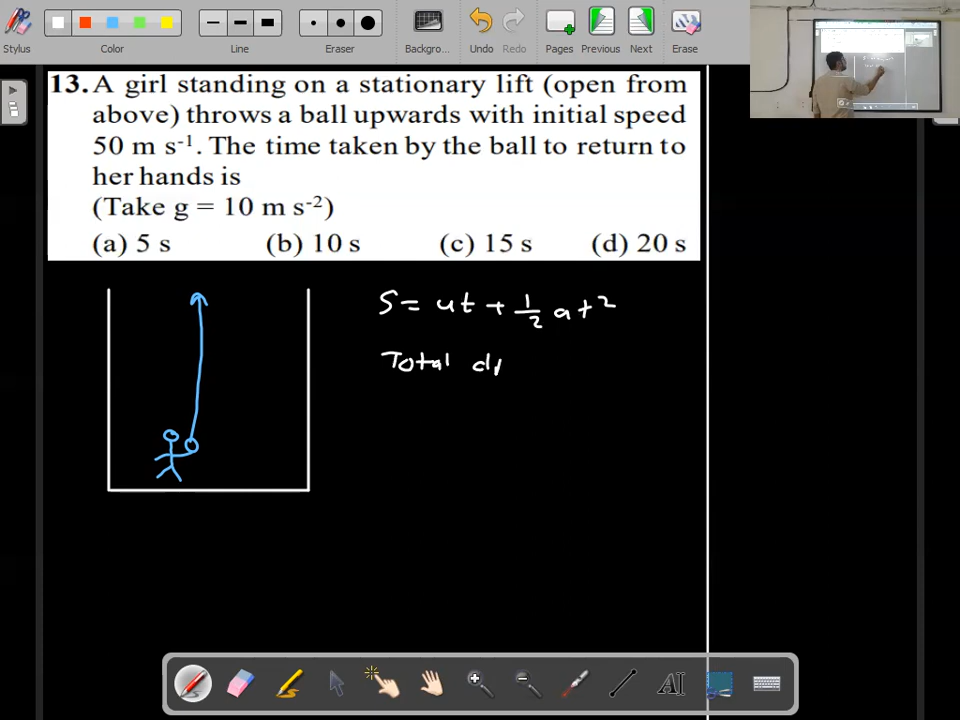 Stylus
Color
Line
Eraser
Backgro...
Undo
Redo
Pages
Previous
Next
Erase
13. A girl standing on a stationary lift (open from
above) throws a ball upwards with initial speed
50 m s⁻¹. The time taken by the ball to return to
her hands is
(Take g = 10 m s⁻²)
(a) 5 s (b) 10 s (c) 15 s (d) 20 s
S = ut + 1/2 at²
Total
AI